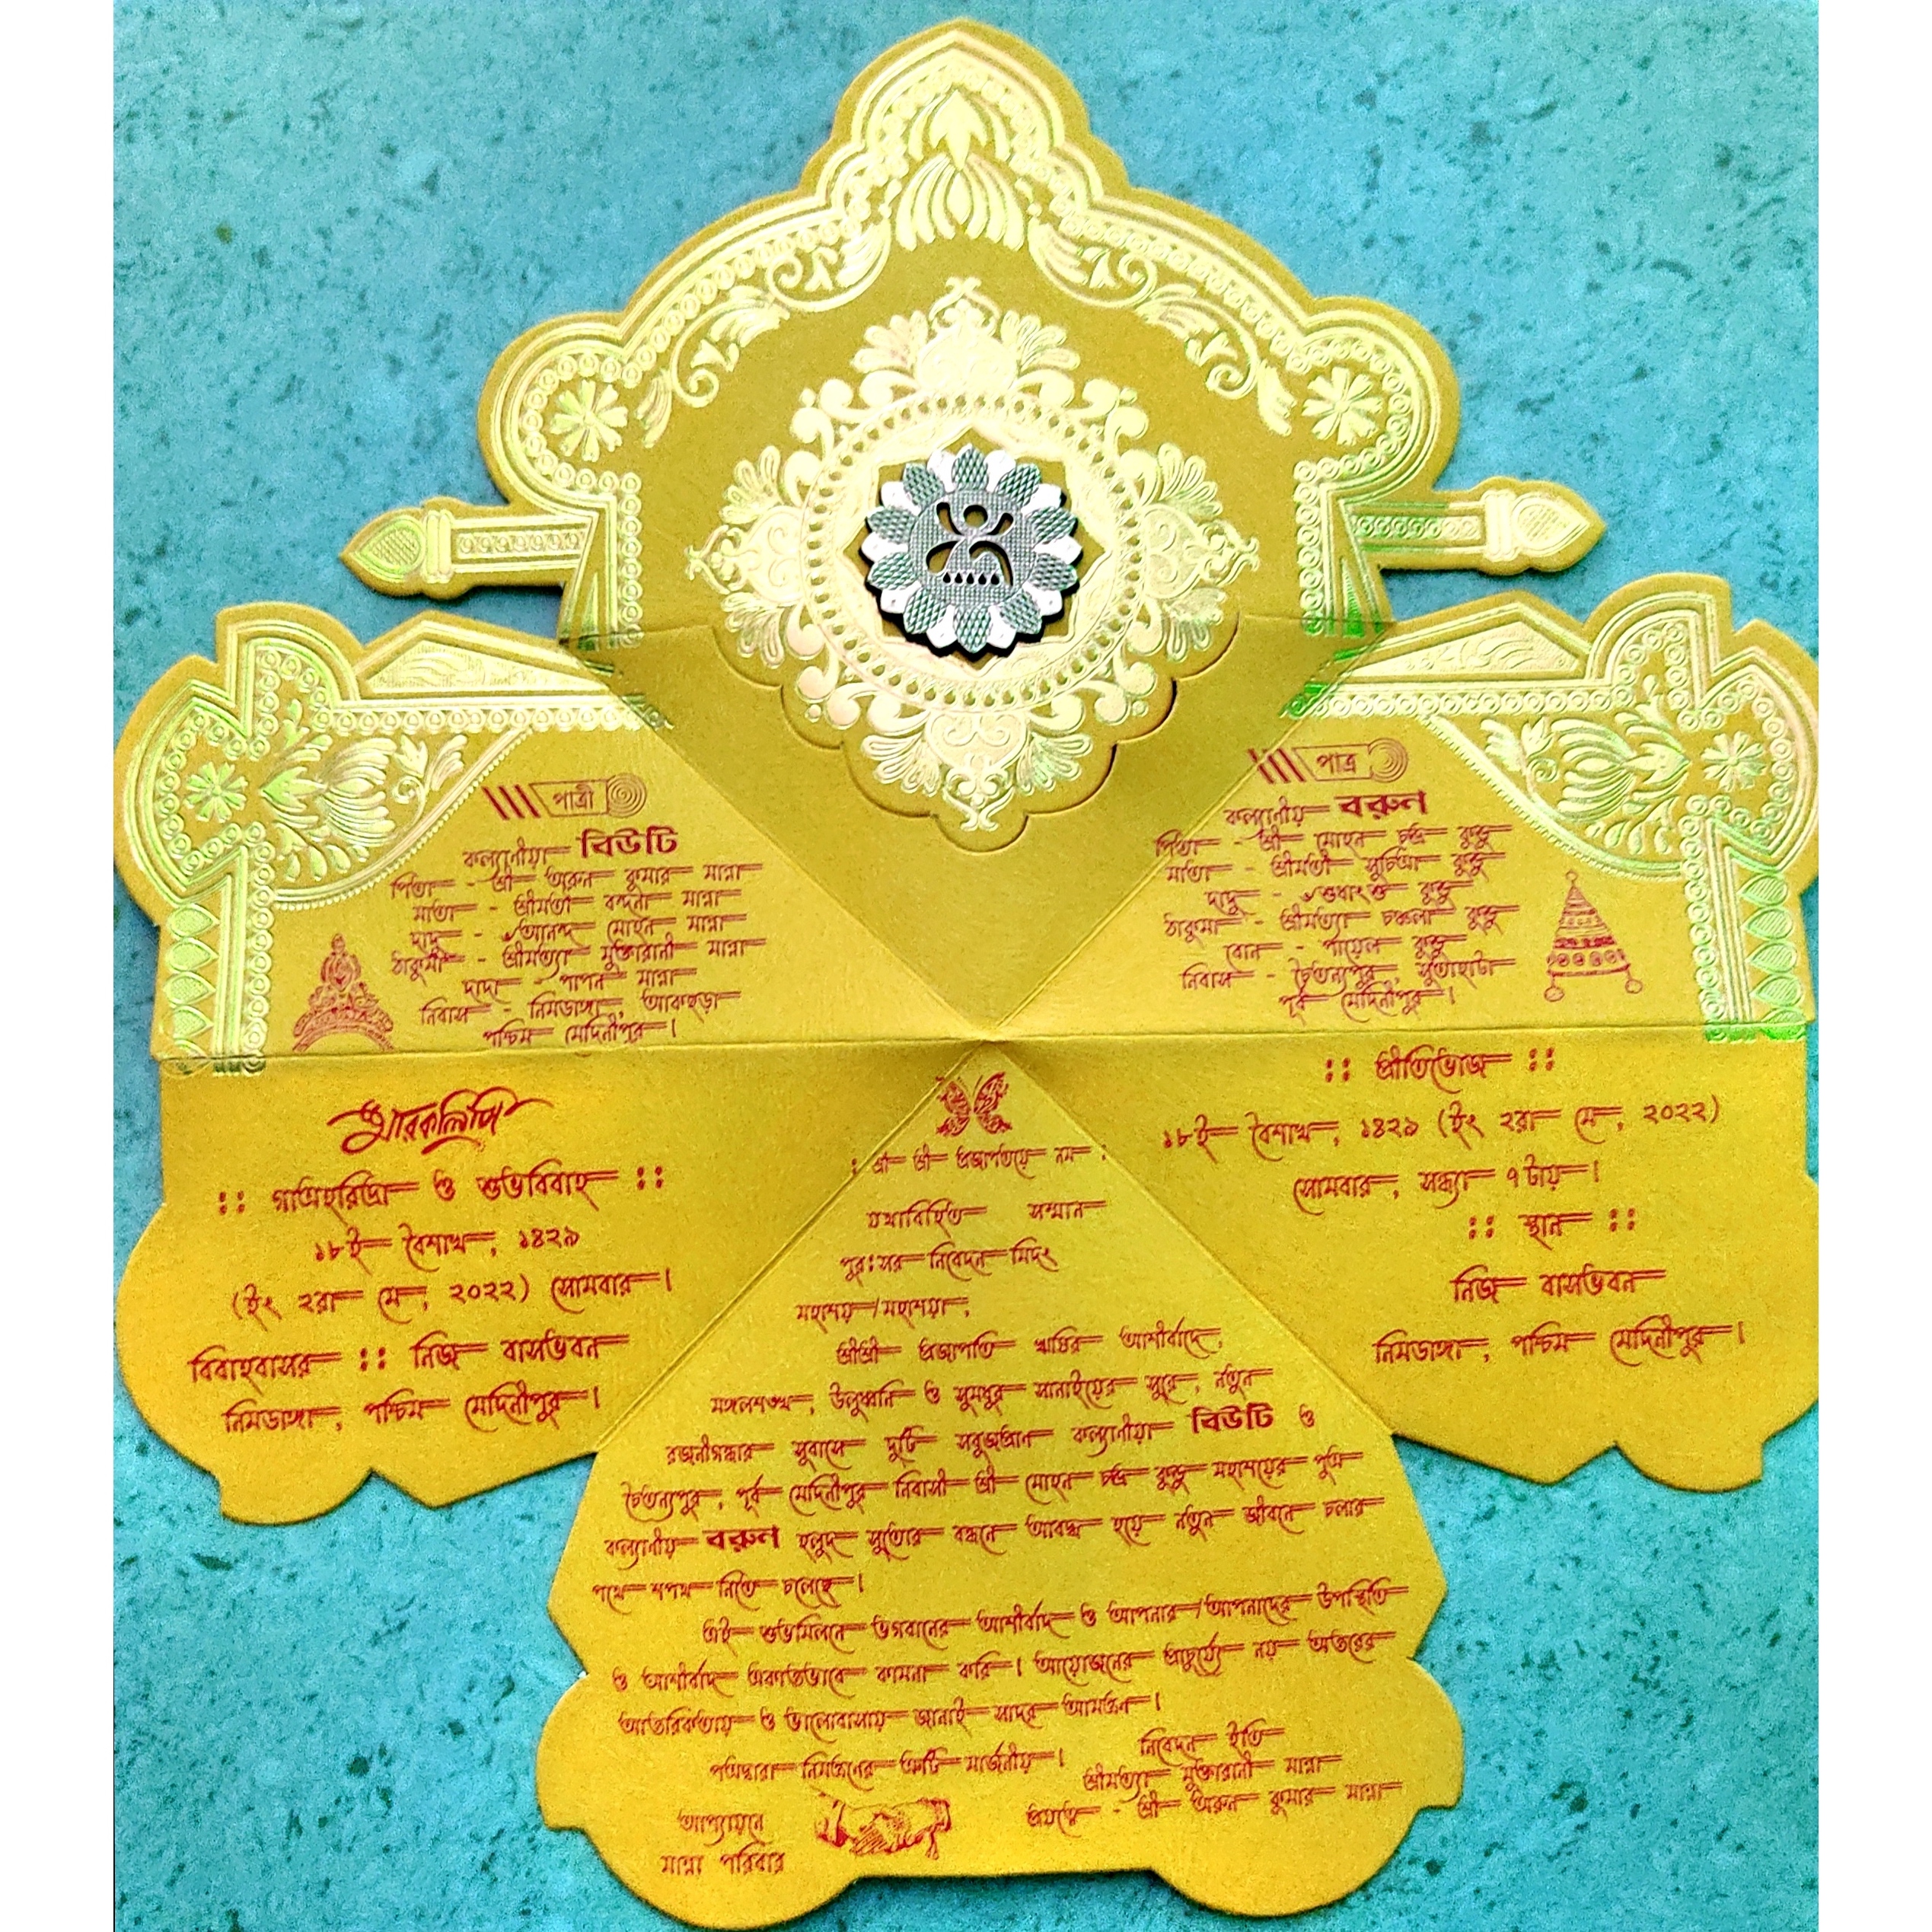 পাত্রী
কল্যাণীয়া বিউটি
পিতা - শ্রী অরুন কুমার মান্না
মাতা - শ্রীমতী বন্দনা মান্না
দাদু - ৺আনন্দ মোহন মান্না
ঠাকুমা - শ্রীমত্যা মুক্তারানী মান্না
দাদা - পাপন মান্না
নিবাস - নিমডাঙ্গা, আবাছড়া
পশ্চিম মেদিনীপুর।
পাত্র
কল্যাণীয় বরুন
পিতা - শ্রী মোহন চন্দ্র কুন্ডু
মাতা - শ্রীমতী সুচিত্রা কুন্ডু
দাদু - ৺শুধাংশু কুন্ডু
ঠাকুমা - শ্রীমত্যা চঞ্চলা কুন্ডু
বোন - পায়েল কুন্ডু
নিবাস - চৈতন্যপুর, সুতাহাটা
পূর্ব মেদিনীপুর।
স্মারকলিপি
:: গাত্রহরিদ্রা ও শুভবিবাহ ::
১৮ই বৈশাখ, ১৪২৯
(ইং ২রা মে, ২০২২) সোমবার।
বিবাহবাসর :: নিজ বাসভবন
নিমডাঙ্গা, পশ্চিম মেদিনীপুর।
: শ্রী শ্রী প্রজাপতয়ে নম :
যথাবিহিত সম্মান
পুরঃসর নিবেদন মিদং
মহাশয়/মহাশয়া,
শ্রীশ্রী প্রজাপতি ঋষির আশীর্বাদে,
মঙ্গলশঙ্খ, উলুধ্বনি ও সুমধুর সানাইয়ের সুরে, নতুন
রজনীগন্ধার সুবাসে দুটি সবুজপ্রান কল্যাণীয়া বিউটি ও
চৈতন্যপুর, পূর্ব মেদিনীপুর নিবাসী শ্রী মোহন চন্দ্র কুন্ডু মহাশয়ের পুত্র
কল্যাণীয় বরুন হলুদ সুতোর বন্ধনে আবদ্ধ হয়ে নতুন জীবনে চলার
পথে শপথ নিতে চলেছে।
এই শুভমিলনে ভগবানের আশীর্বাদ ও আপনার/আপনাদের উপস্থিতি
ও আশীর্বাদ একান্তভাবে কামনা করি। আয়োজনের প্রাচুর্য্যে নয় অন্তরের
আন্তরিকতায় ও ভালোবাসায় জানাই সাদর আমন্ত্রন।
পত্রদ্বারা নিমন্ত্রণের ত্রুটি মার্জনীয়।
নিবেদন ইতি
শ্রীমত্যা মুক্তারানী মান্না
প্রযত্নে - শ্রী অরুন কুমার মান্না
আপ্যায়নে
মান্না পরিবার
:: প্রীতিভোজ ::
১৮ই বৈশাখ, ১৪২৯ (ইং ২রা মে, ২০২২)
সোমবার, সন্ধ্যা ৭টায়।
:: স্থান ::
নিজ বাসভবন
নিমডাঙ্গা, পশ্চিম মেদিনীপুর।